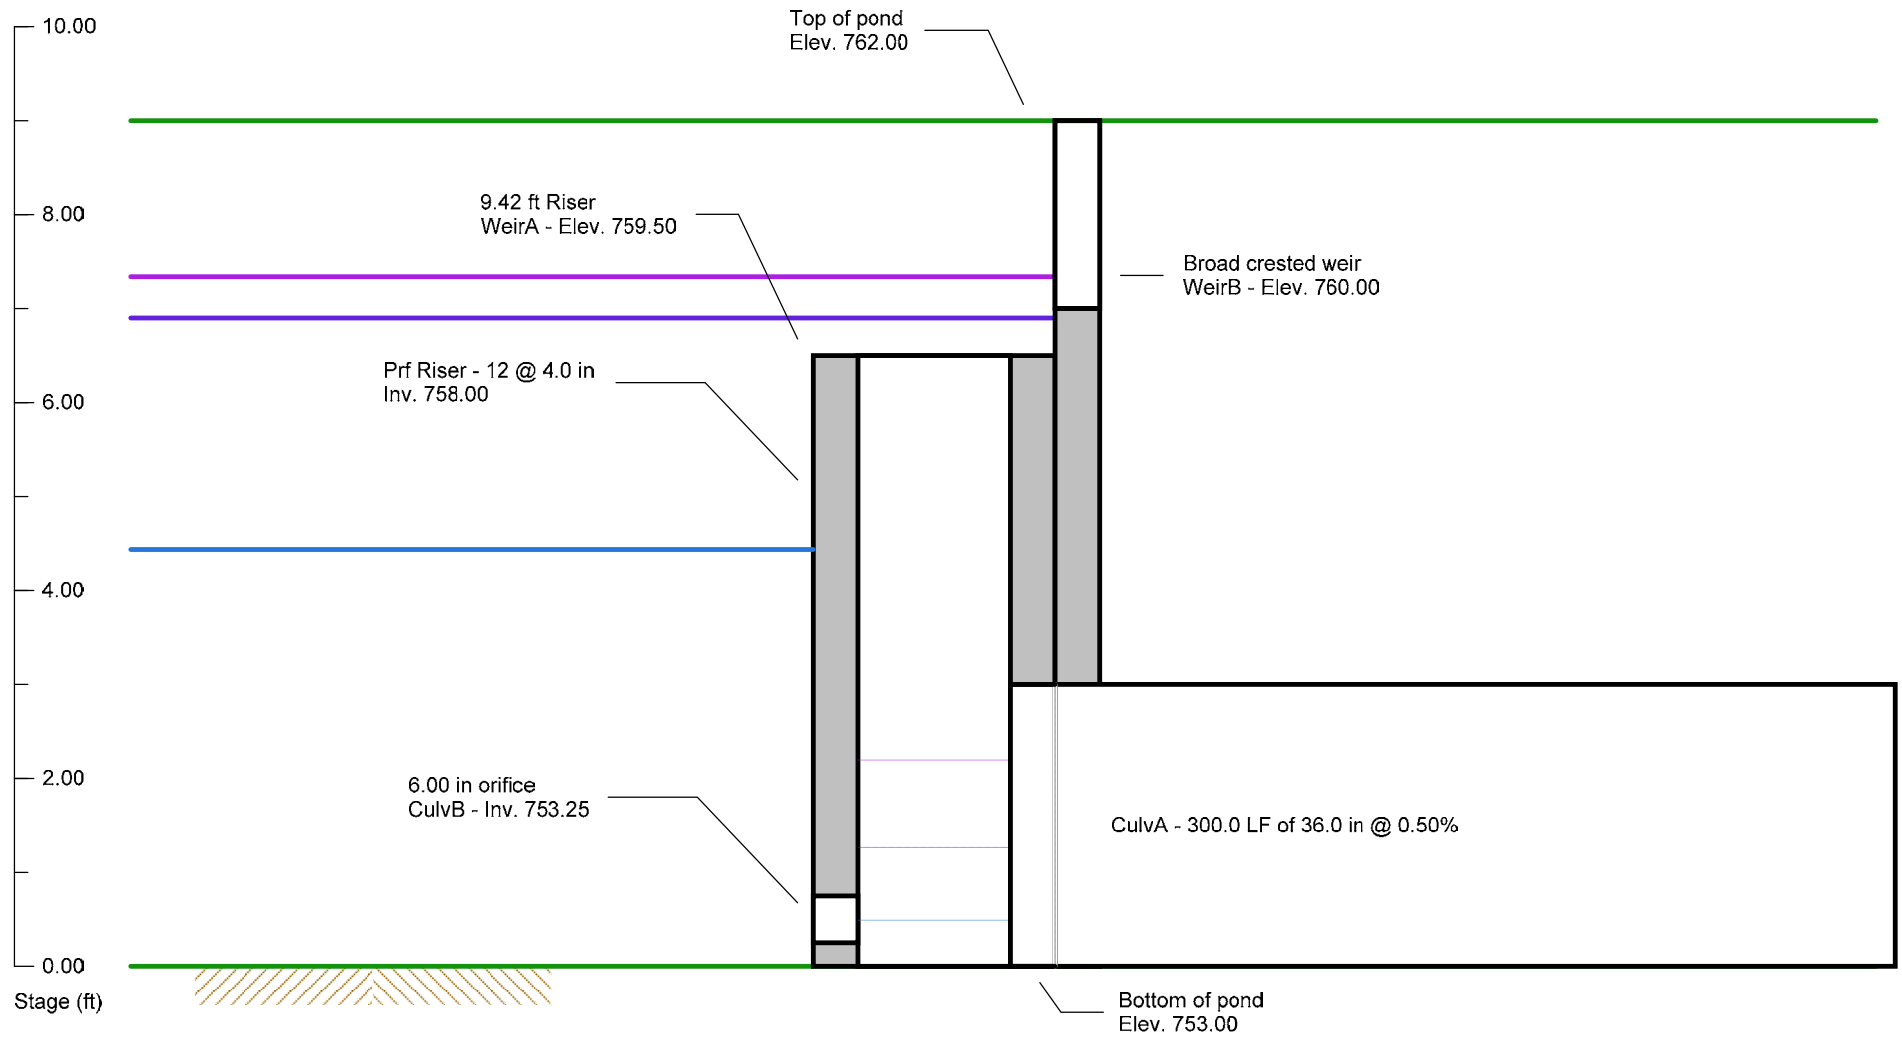 10.00
8.00
6.00
4.00
2.00
0.00
Stage (ft)
Top of pond
Elev. 762.00
9.42 ft Riser
WeirA - Elev. 759.50
Broad crested weir
WeirB - Elev. 760.00
Prf Riser - 12 @ 4.0 in
Inv. 758.00
6.00 in orifice
CulvB - Inv. 753.25
CulvA - 300.0 LF of 36.0 in @ 0.50%
Bottom of pond
Elev. 753.00